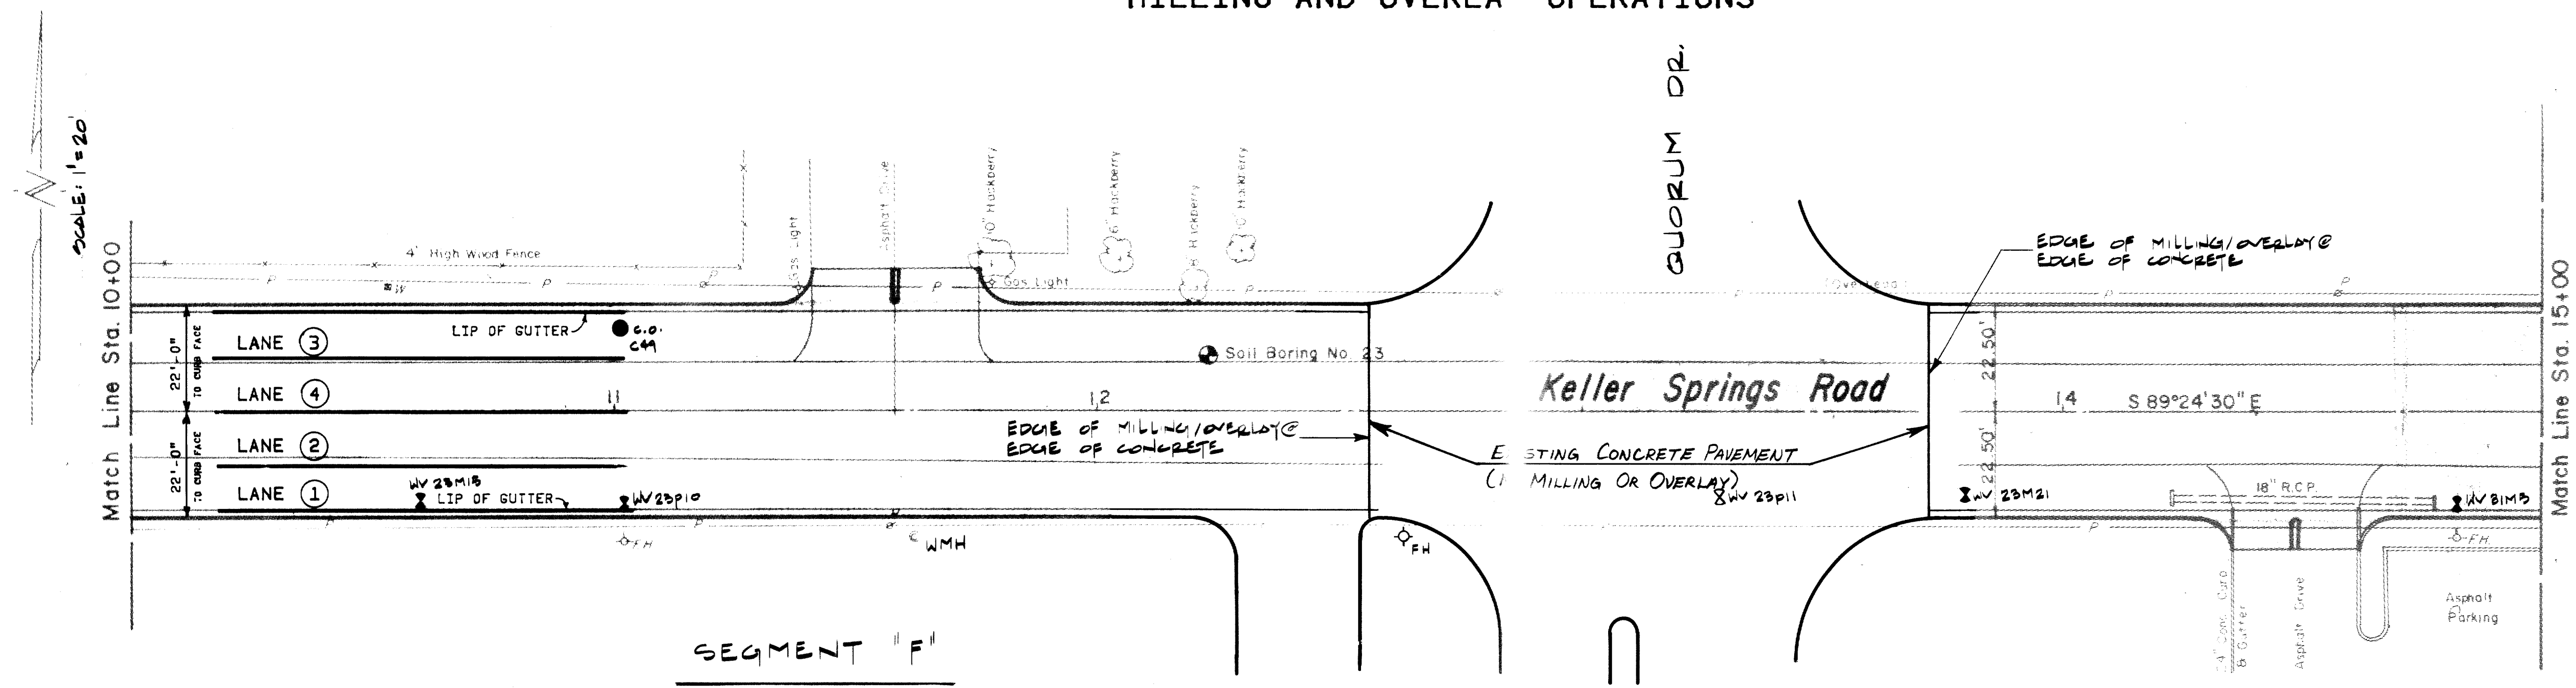 MILLING AND OVERLA OPERATIONS
QUORUM DR.
SCALE: 1"=20'
Match Line Sta. 10+00
4' High Wood Fence
Gas Light
Asphalt Drive
10" Hackberry
6" Hackberry
8" Hackberry
10" Hackberry
Gas Light
P
W
22'-0"
TO CURB FACE
22'-0"
TO CURB FACE
LANE 3
LIP OF GUTTER
C.O.
C49
LANE 4
11
12
LANE 2
LANE 1
WV 23M13
LIP OF GUTTER
WV 23P10
Soil Boring No. 23
EDGE OF MILLING/OVERLAY @
EDGE OF CONCRETE
Keller Springs Road
E STING CONCRETE PAVEMENT
( MILLING OR OVERLAY)
WV 23P11
EDGE OF MILLING/OVERLAY @
EDGE OF CONCRETE
22.50'
22.50'
14
S 89°24'30" E
WV 23M21
18" R.C.P.
WV 31M3
Match Line Sta. 15+00
FH
WMH
FH
FH
& Gutter
Asphalt Drive
Asphalt
Parking
SEGMENT "F"